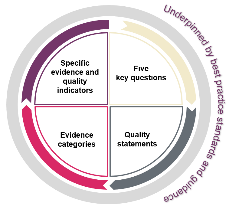 Specific
evidence and
quality
indicators
Five
key questions
Evidence
categories
Quality
statements
Underpinned by best practice standards and guidance